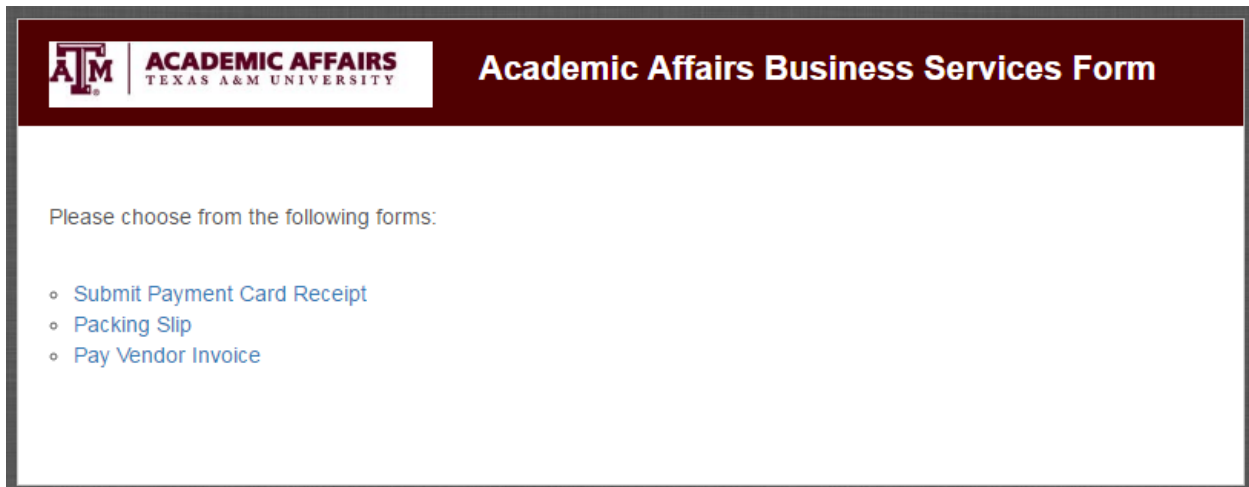 ATM
ACADEMIC AFFAIRS
TEXAS A&M UNIVERSITY
Academic Affairs Business Services Form
Please choose from the following forms:
Submit Payment Card Receipt
Packing Slip
Pay Vendor Invoice